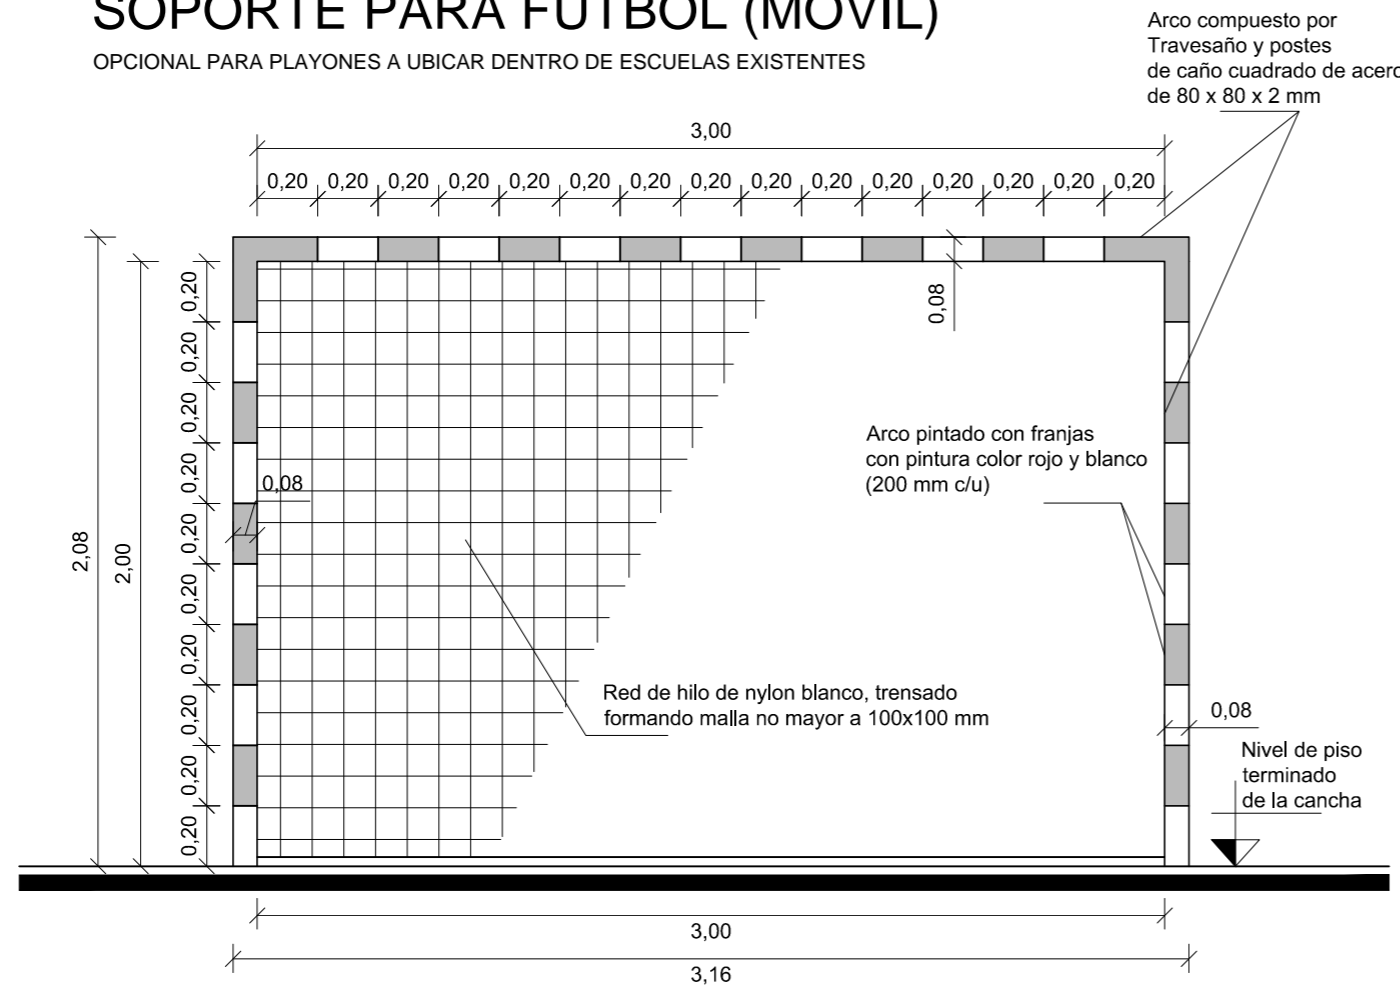 SOPORTE PARA FUTBOL (MOVIL)
OPCIONAL PARA PLAYONES A UBICAR DENTRO DE ESCUELAS EXISTENTES
Arco compuesto por
Travesaño y postes
de caño cuadrado de acero
de 80 x 80 x 2 mm
3,00
0,20 0,20 0,20 0,20 0,20 0,20 0,20 0,20 0,20 0,20 0,20 0,20 0,20 0,20 0,20
2,08
2,00
0,20
0,20
0,20
0,20
0,20
0,20
0,20
0,20
0,20
0,20
0,08
0,08
Arco pintado con franjas
con pintura color rojo y blanco
(200 mm c/u)
Red de hilo de nylon blanco, trensado
formando malla no mayor a 100x100 mm
0,08
Nivel de piso
terminado
de la cancha
3,00
3,16